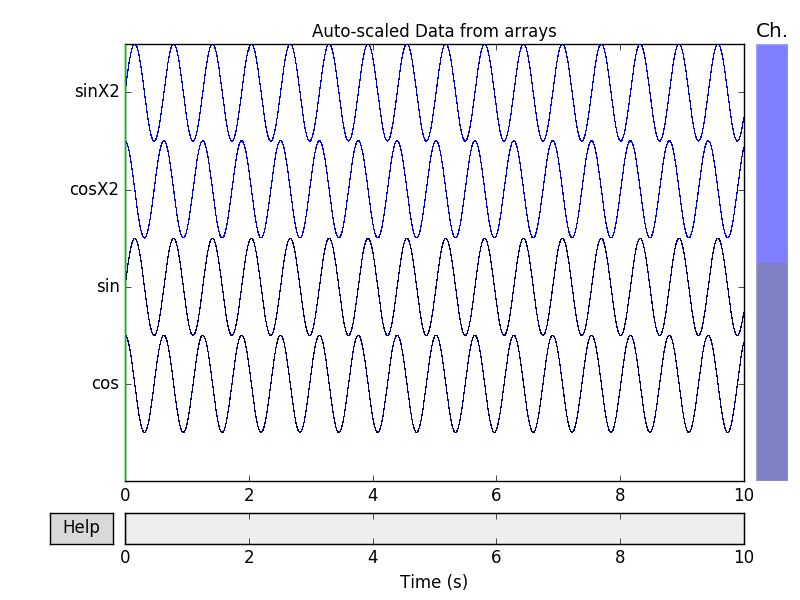 Auto-scaled Data from arrays
Ch.
sinX2
cosX2
sin
cos
0 2 4 6 8 10
Help
0 2 4 6 8 10
Time (s)